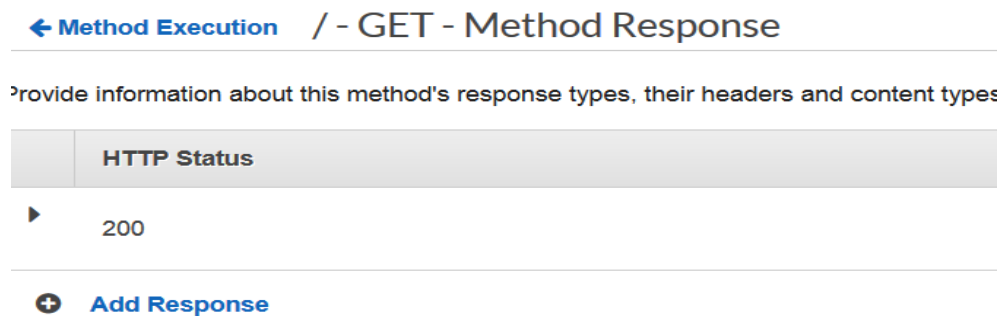 Method Execution / - GET - Method Response
Provide information about this method's response types, their headers and content types
HTTP Status
200
Add Response